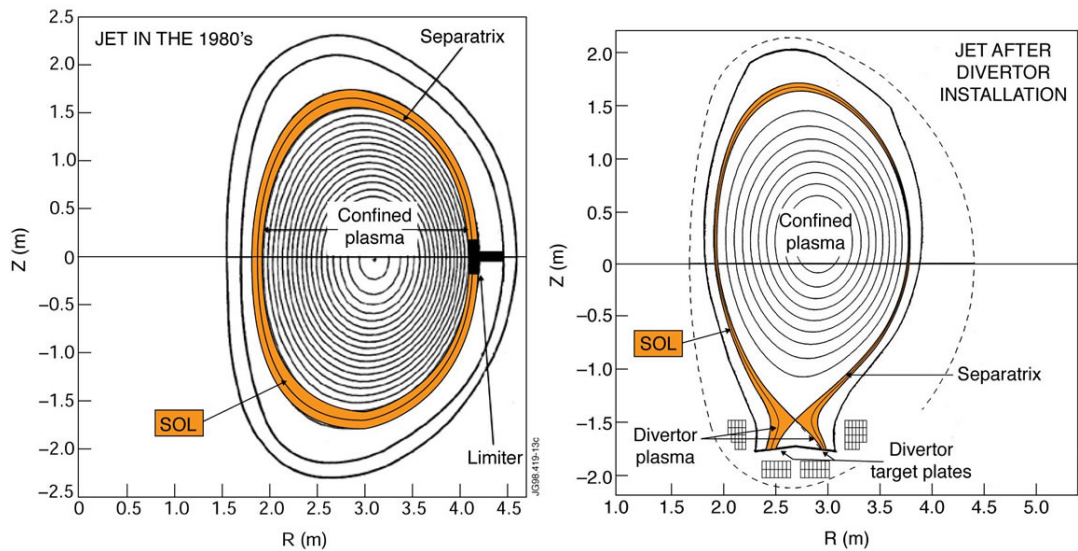 JET IN THE 1980's
Separatrix
Confined
plasma
SOL
Limiter
Z (m)
2.5
2.0
1.5
1.0
0.5
0
−0.5
−1.0
−1.5
−2.0
−2.5
0
0.5
1.0
1.5
2.0
2.5
3.0
3.5
4.0
4.5
R (m)
JG98.419-13c
JET AFTER
DIVERTOR
INSTALLATION
Confined
plasma
SOL
Separatrix
Divertor
plasma
Divertor
target plates
Z (m)
2.0
1.5
1.0
0.5
0
−0.5
−1.0
−1.5
−2.0
1.0
2.0
2.5
3.0
3.5
4.0
5.0
R (m)